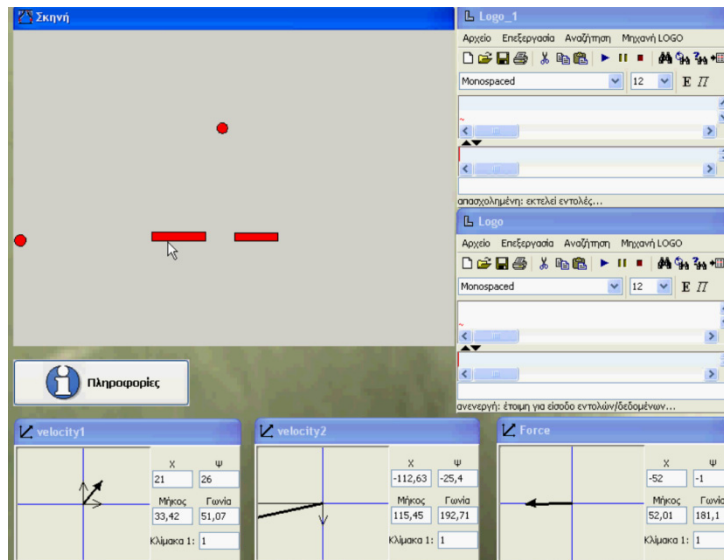 Σκηνή
Logo_1
Αρχείο Επεξεργασία Αναζήτηση Μηχανή LOGO
Monospaced 12 Ε Π
απασχολημένη: εκτελεί εντολές...
Logo
Αρχείο Επεξεργασία Αναζήτηση Μηχανή LOGO
Monospaced 12 Ε Π
ανενεργή: έτοιμη για είσοδο εντολών/δεδομένων...
Πληροφορίες
velocity1
Χ Ψ
21 26
Μήκος Γωνία
33,42 51,07
Κλίμακα 1: 1
velocity2
Χ Ψ
-112,63 -25,4
Μήκος Γωνία
115,45 192,71
Κλίμακα 1: 1
Force
Χ Ψ
-52 -1
Μήκος Γωνία
52,01 181,1
Κλίμακα 1: 1